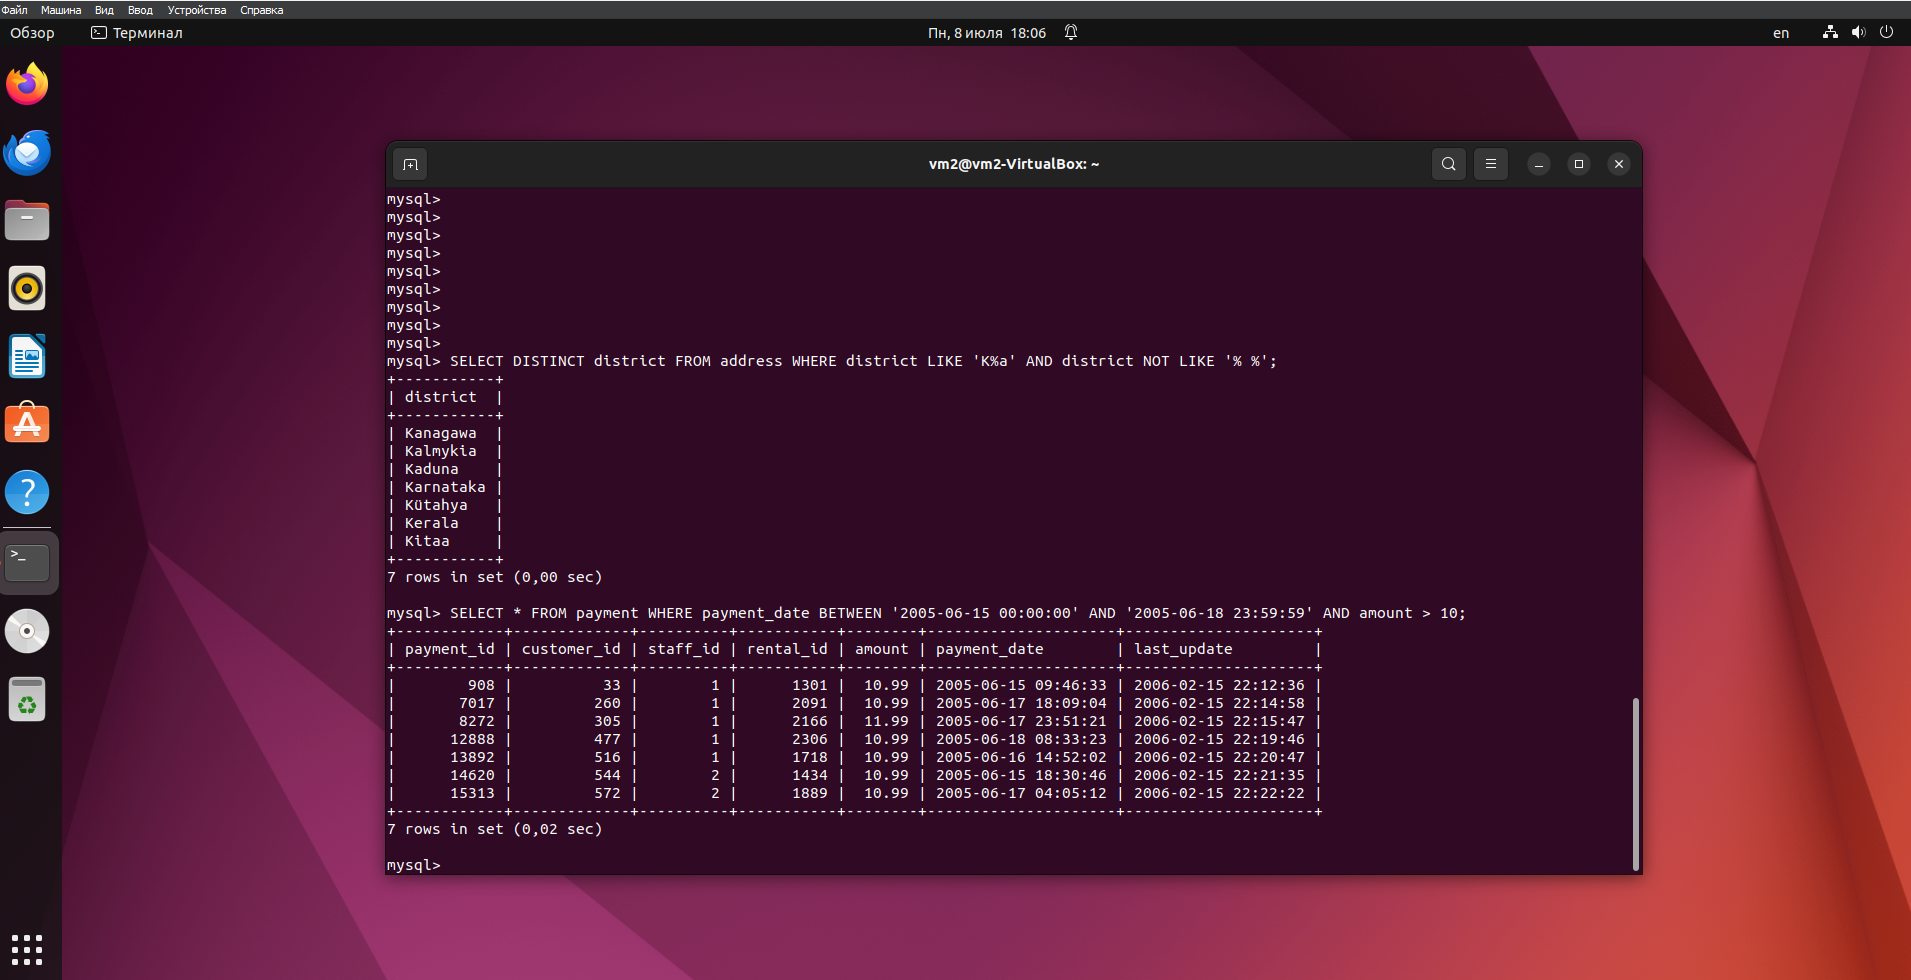 Файл Машина Вид Ввод Устройства Справка
Обзор Терминал Пн, 8 июля 18:06 en
vm2@vm2-VirtualBox: ~
mysql>
mysql>
mysql>
mysql>
mysql>
mysql>
mysql>
mysql>
mysql>
mysql> SELECT DISTINCT district FROM address WHERE district LIKE 'K%a' AND district NOT LIKE '% %';
+-----------+
| district  |
+-----------+
| Kanagawa  |
| Kalmykia  |
| Kaduna    |
| Karnataka |
| Kütahya   |
| Kerala    |
| Kitaa     |
+-----------+
7 rows in set (0,00 sec)
mysql> SELECT * FROM payment WHERE payment_date BETWEEN '2005-06-15 00:00:00' AND '2005-06-18 23:59:59' AND amount > 10;
+------------+-------------+----------+-----------+--------+---------------------+---------------------+
| payment_id | customer_id | staff_id | rental_id | amount | payment_date        | last_update         |
+------------+-------------+----------+-----------+--------+---------------------+---------------------+
|        908 |          33 |        1 |      1301 |  10.99 | 2005-06-15 09:46:33 | 2006-02-15 22:12:36 |
|       7017 |         260 |        1 |      2091 |  10.99 | 2005-06-17 18:09:04 | 2006-02-15 22:14:58 |
|       8272 |         305 |        1 |      2166 |  11.99 | 2005-06-17 23:51:21 | 2006-02-15 22:15:47 |
|      12888 |         477 |        1 |      2306 |  10.99 | 2005-06-18 08:33:23 | 2006-02-15 22:19:46 |
|      13892 |         516 |        1 |      1718 |  10.99 | 2005-06-16 14:52:02 | 2006-02-15 22:20:47 |
|      14620 |         544 |        2 |      1434 |  10.99 | 2005-06-15 18:30:46 | 2006-02-15 22:21:35 |
|      15313 |         572 |        2 |      1889 |  10.99 | 2005-06-17 04:05:12 | 2006-02-15 22:22:22 |
+------------+-------------+----------+-----------+--------+---------------------+---------------------+
7 rows in set (0,02 sec)
mysql>